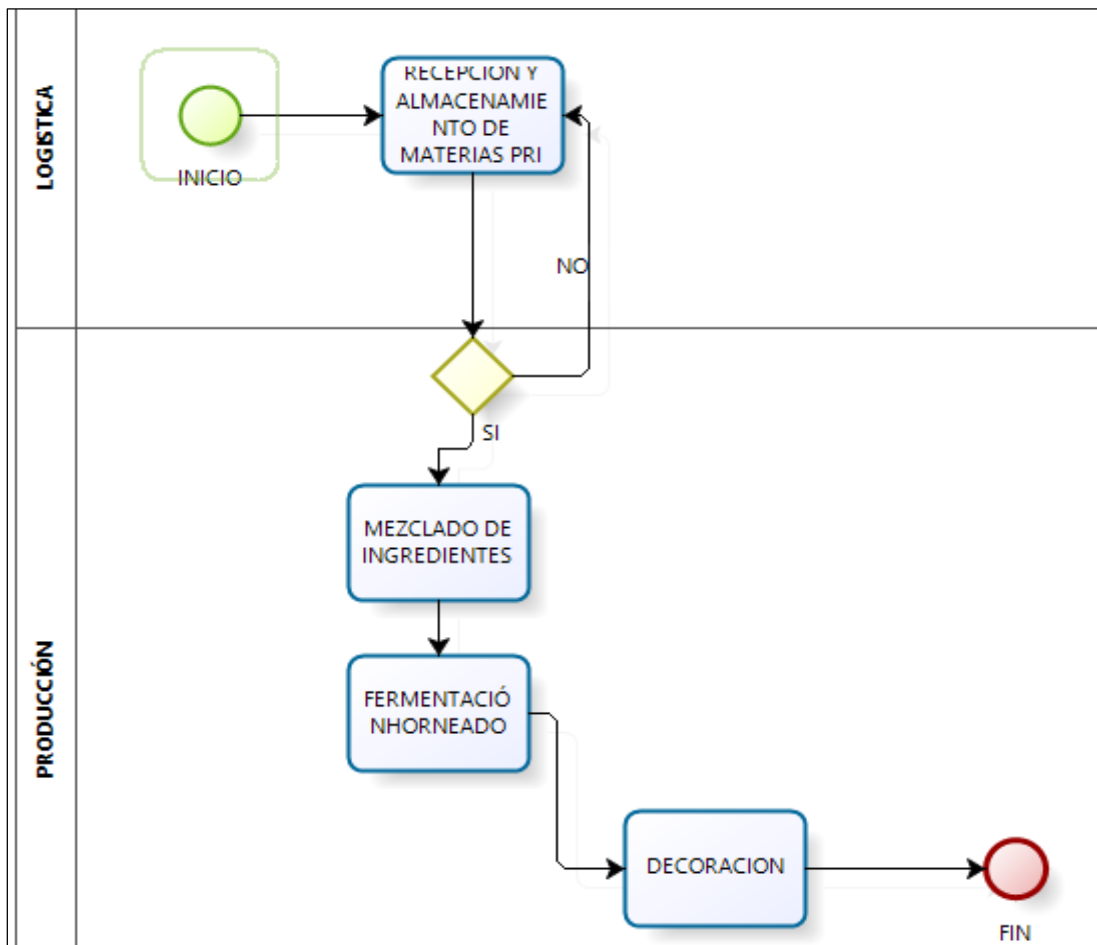 LOGISTICA
INICIO
RECEPCION Y
ALMACENAMIE
NTO DE
MATERIAS PRI
NO
PRODUCCIÓN
SI
MEZCLADO DE
INGREDIENTES
FERMENTACIÓ
NHORNEADO
DECORACION
FIN